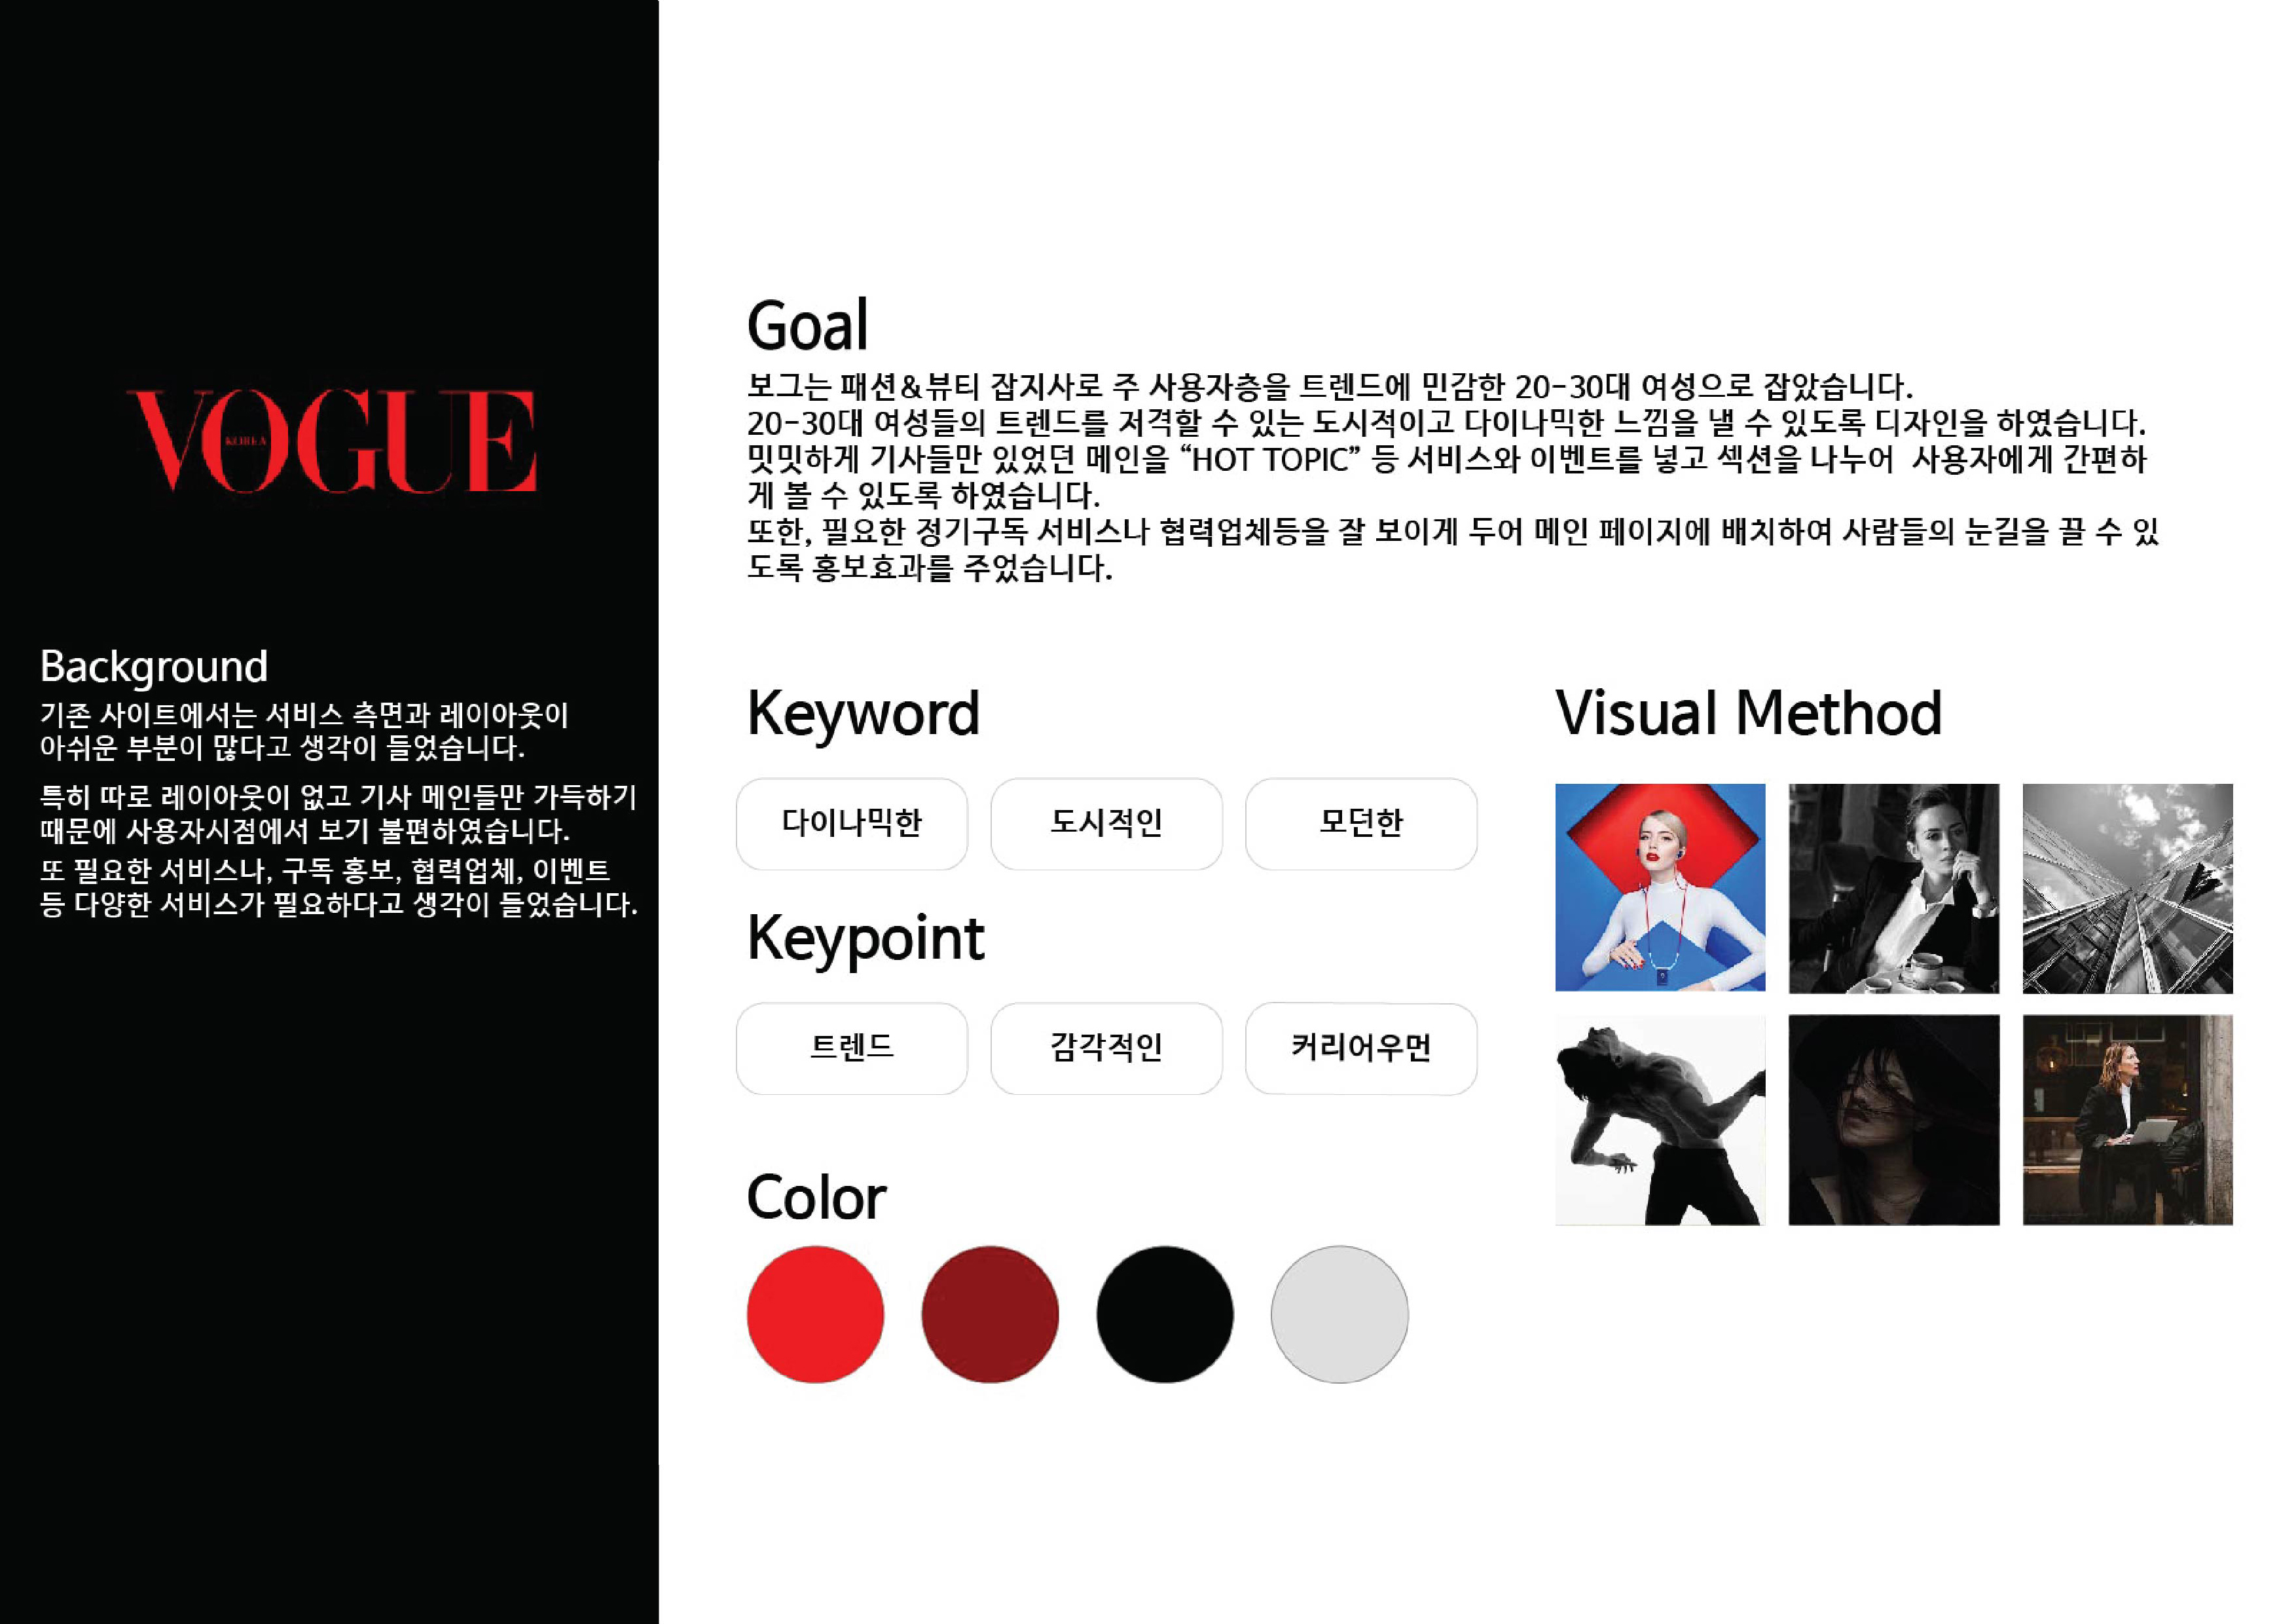 VOGUE
KOREA
Background
기존 사이트에서는 서비스 측면과 레이아웃이
아쉬운 부분이 많다고 생각이 들었습니다.
특히 따로 레이아웃이 없고 기사 메인들만 가득하기
때문에 사용자시점에서 보기 불편하였습니다.
또 필요한 서비스나, 구독 홍보, 협력업체, 이벤트
등 다양한 서비스가 필요하다고 생각이 들었습니다.
Goal
보그는 패션&뷰티 잡지사로 주 사용자층을 트렌드에 민감한 20-30대 여성으로 잡았습니다.
20-30대 여성들의 트렌드를 저격할 수 있는 도시적이고 다이나믹한 느낌을 낼 수 있도록 디자인을 하였습니다.
밋밋하게 기사들만 있었던 메인을 “HOT TOPIC” 등 서비스와 이벤트를 넣고 섹션을 나누어 사용자에게 간편하
게 볼 수 있도록 하였습니다.
또한, 필요한 정기구독 서비스나 협력업체등을 잘 보이게 두어 메인 페이지에 배치하여 사람들의 눈길을 끌 수 있
도록 홍보효과를 주었습니다.
Keyword
다이나믹한
도시적인
모던한
Keypoint
트렌드
감각적인
커리어우먼
Color
Visual Method